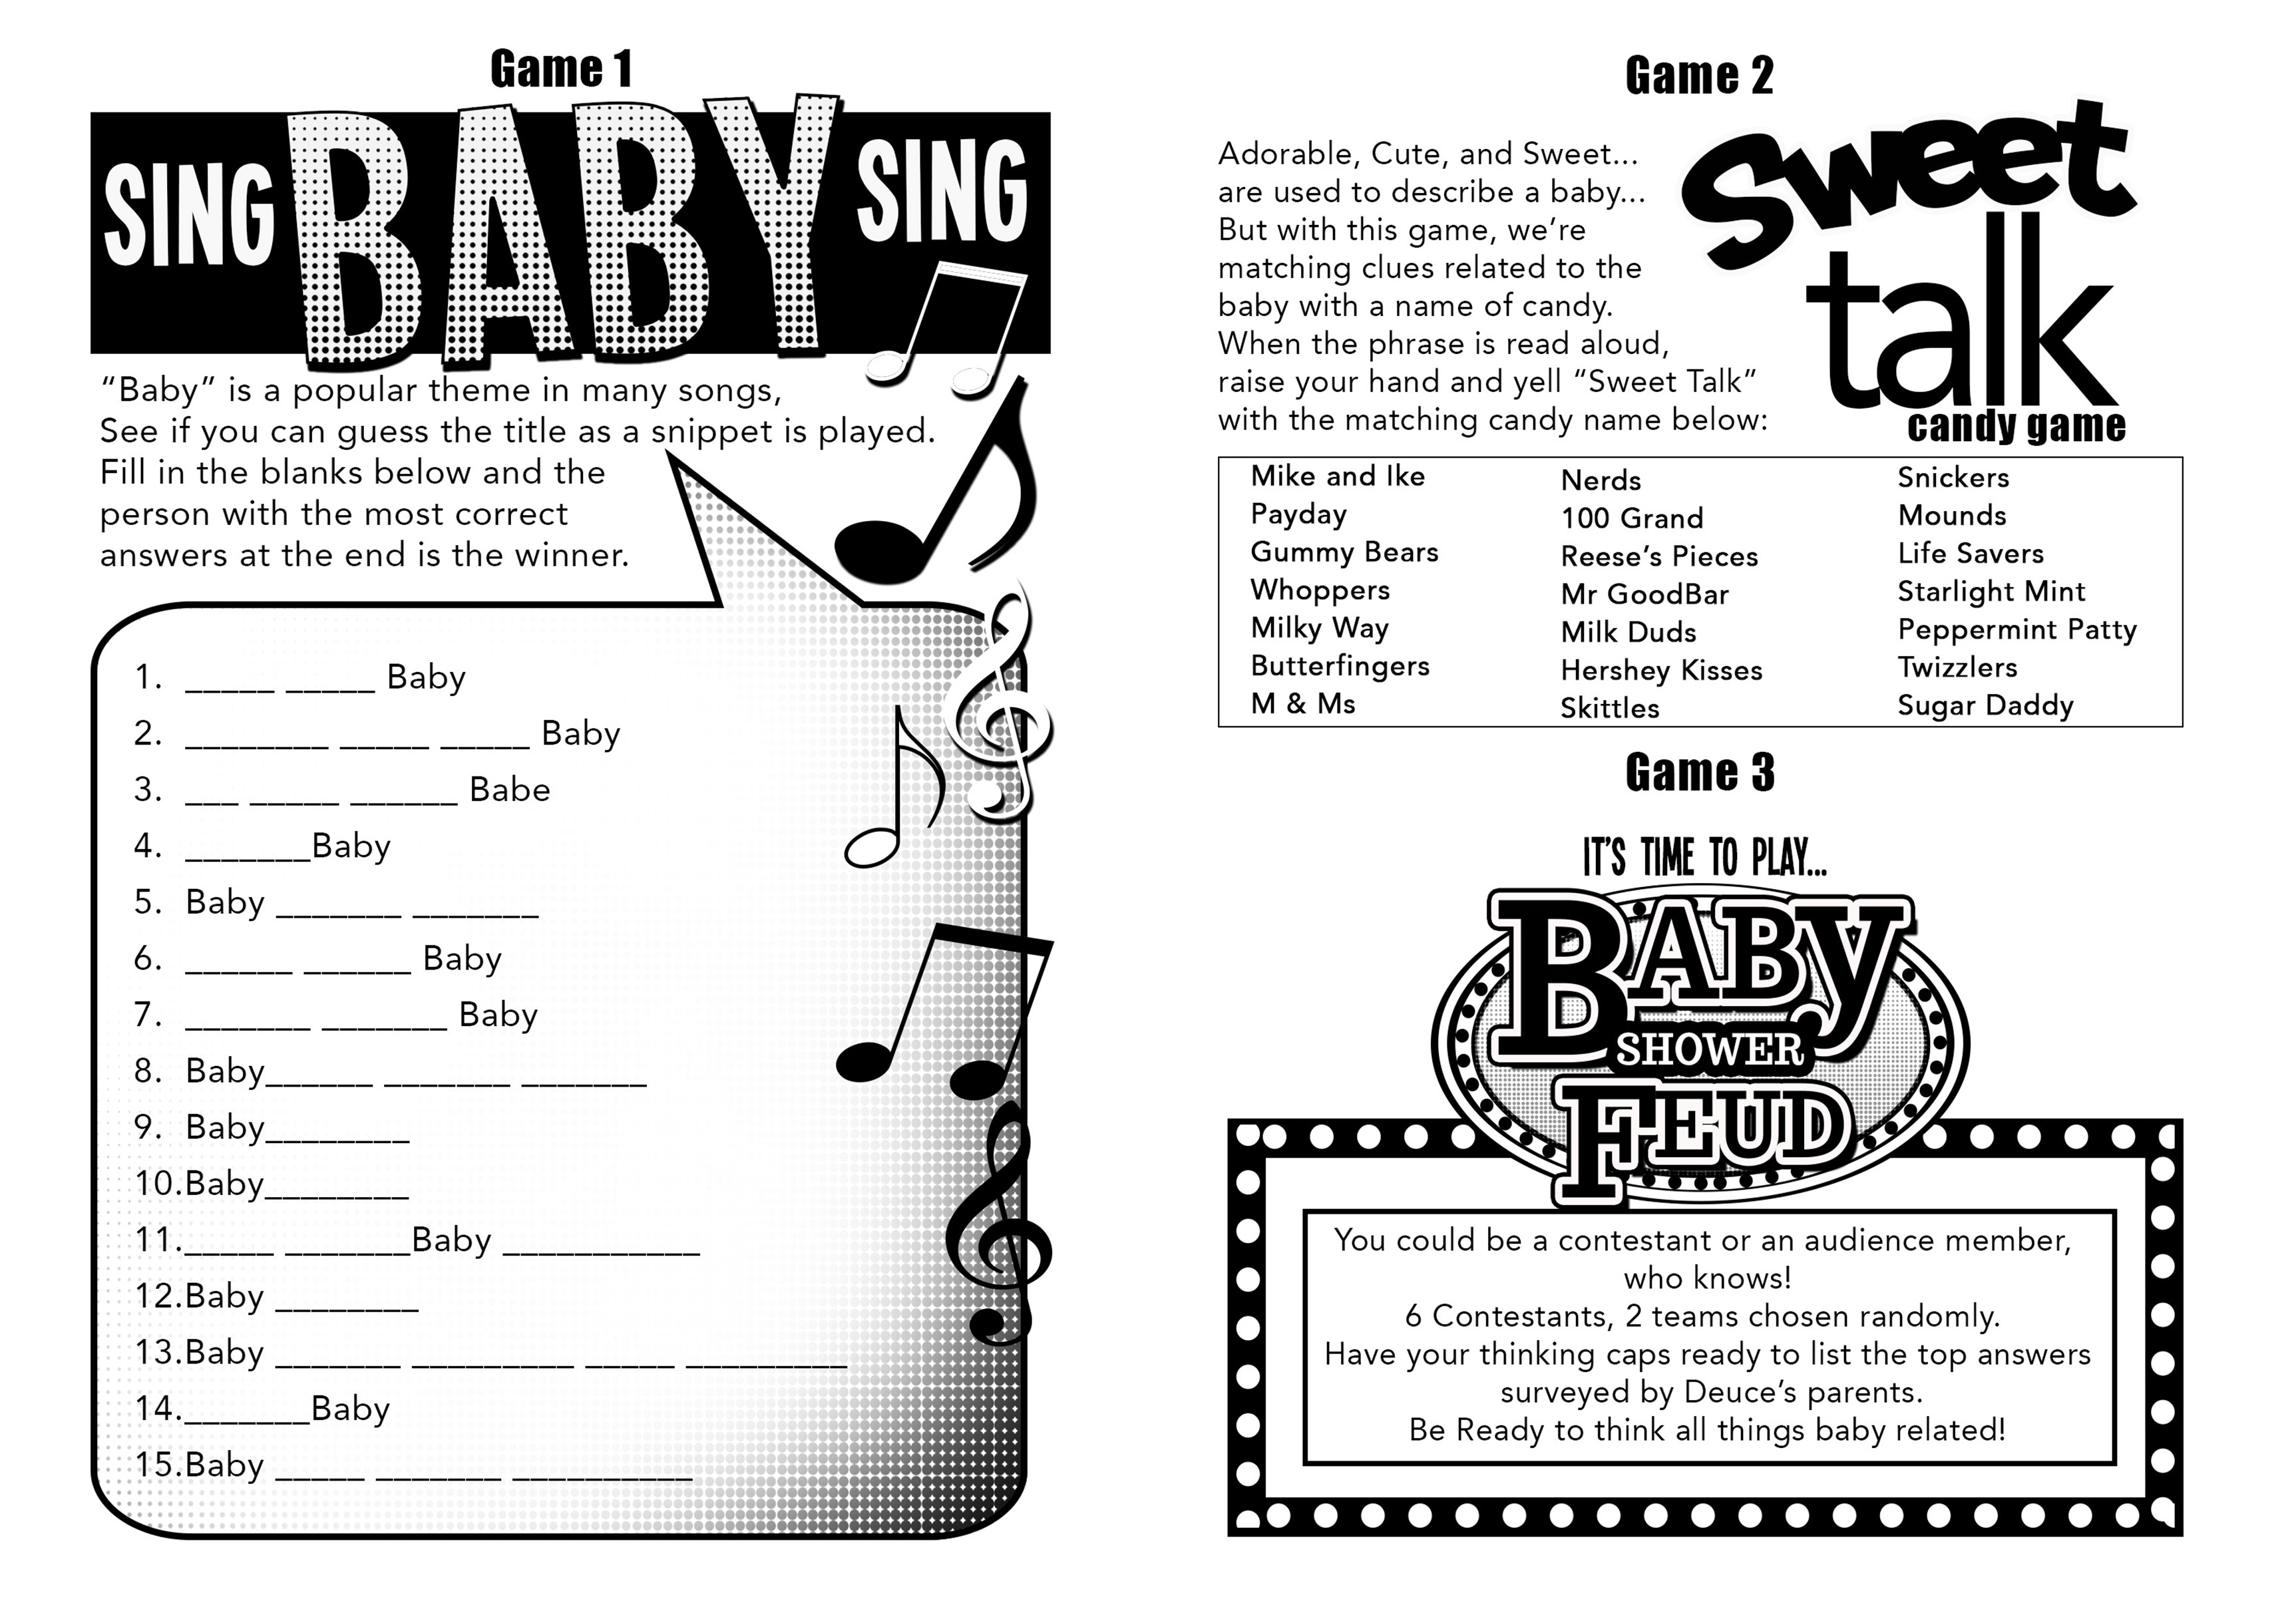 Game 1
SING BABY SING
“Baby” is a popular theme in many songs,
See if you can guess the title as a snippet is played.
Fill in the blanks below and the
person with the most correct
answers at the end is the winner.
1. _____ _____ Baby
2. ________ _____ _____ Baby
3. ___ _____ ______ Babe
4. _______Baby
5. Baby _______ _______
6. ______ ______ Baby
7. _______ _______ Baby
8. Baby______ _______ _______
9. Baby________
10.Baby________
11._____ _______Baby ___________
12.Baby ________
13.Baby _______ _________ _____ _________
14._______Baby
15.Baby _____ _______ __________
Game 2
Sweet
talk
candy game
Adorable, Cute, and Sweet...
are used to describe a baby...
But with this game, we’re
matching clues related to the
baby with a name of candy.
When the phrase is read aloud,
raise your hand and yell “Sweet Talk”
with the matching candy name below:
Mike and Ike
Payday
Gummy Bears
Whoppers
Milky Way
Butterfingers
M & Ms
Nerds
100 Grand
Reese’s Pieces
Mr GoodBar
Milk Duds
Hershey Kisses
Skittles
Snickers
Mounds
Life Savers
Starlight Mint
Peppermint Patty
Twizzlers
Sugar Daddy
Game 3
IT’S TIME TO PLAY...
BABY
SHOWER
FEUD
You could be a contestant or an audience member,
who knows!
6 Contestants, 2 teams chosen randomly.
Have your thinking caps ready to list the top answers
surveyed by Deuce’s parents.
Be Ready to think all things baby related!